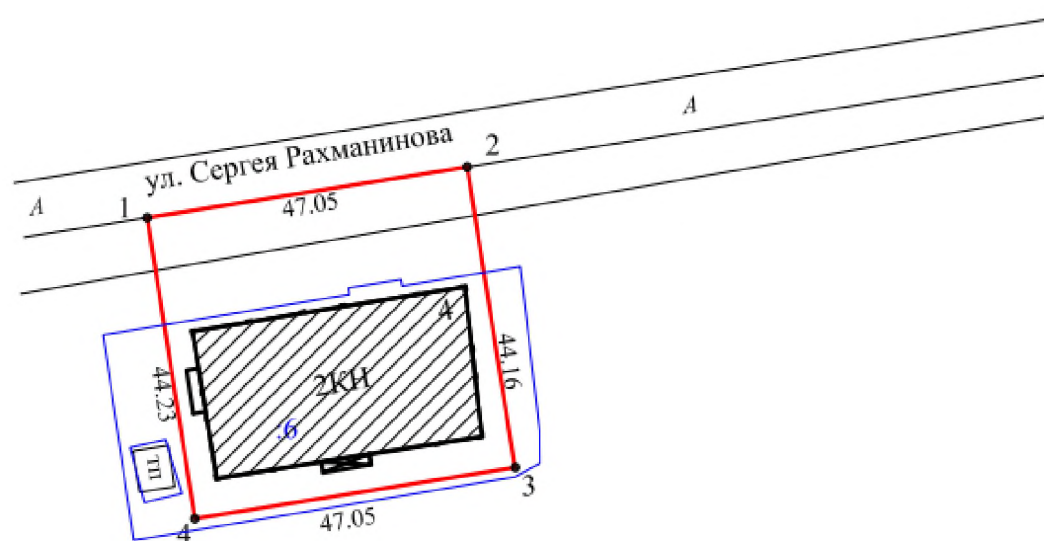 А
ул. Сергея Рахманинова
2
А
1
47.05
4
44.23
2КН
44.16
.6
ТП
3
47.05
4